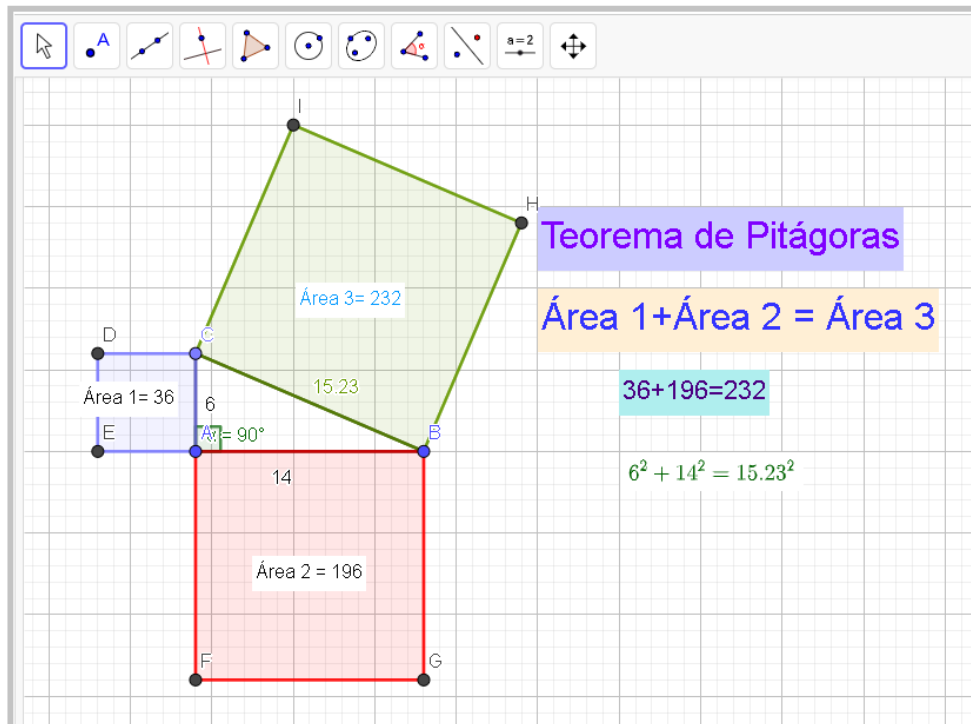 A
a=2
I
H
Teorema de Pitágoras
Área 3= 232
Área 1+Área 2 = Área 3
D
C
15.23
36+196=232
Área 1= 36
6
E
A
= 90°
B
14
6² + 14² = 15.23²
Área 2 = 196
F
G